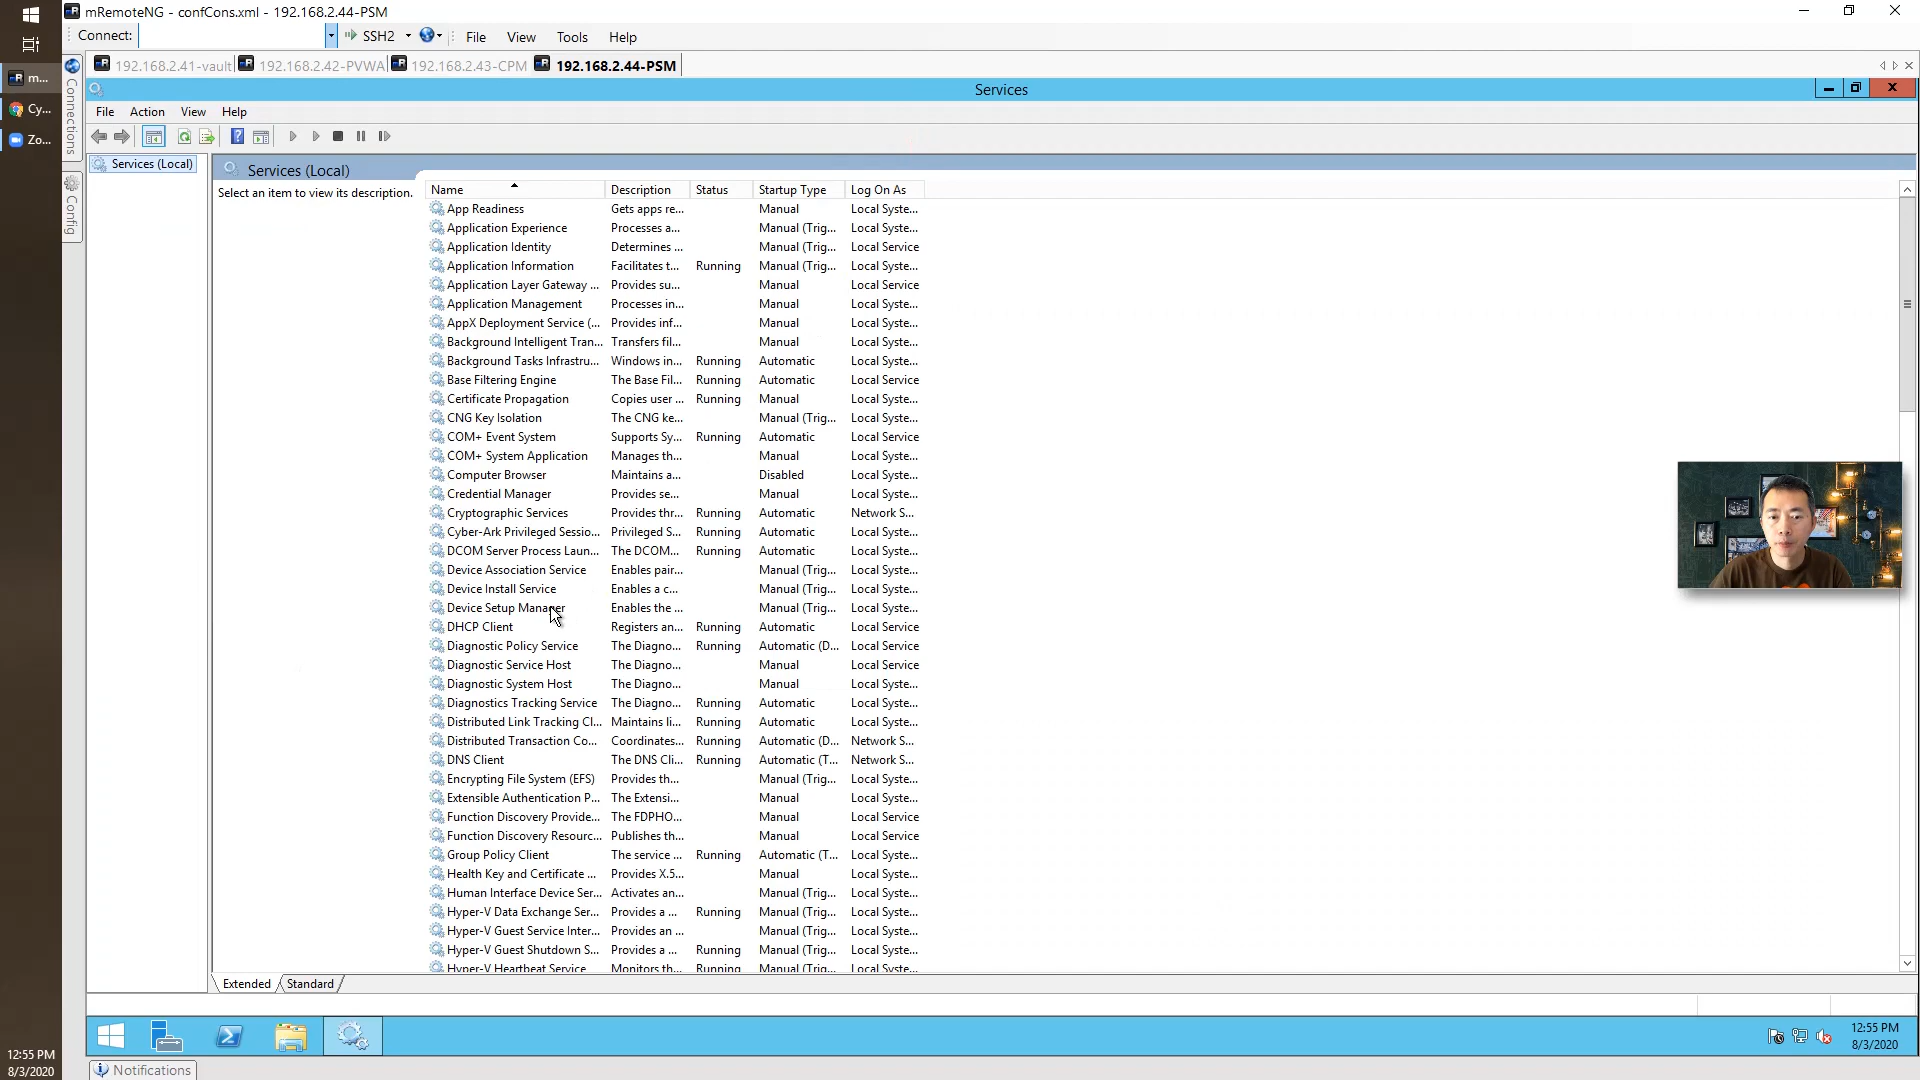 mRemoteNG - confCons.xml - 192.168.2.44-PSM
Connect: SSH2 File View Tools Help
192.168.2.41-vault 192.168.2.42-PVWA 192.168.2.43-CPM 192.168.2.44-PSM
m...
Cy...
Zo...
Connections
Config
Services
File Action View Help
Services (Local)
Services (Local)
Select an item to view its description.
Name Description Status Startup Type Log On As
App Readiness Gets apps re... Manual Local Syste...
Application Experience Processes a... Manual (Trig... Local Syste...
Application Identity Determines ... Manual (Trig... Local Service
Application Information Facilitates t... Running Manual (Trig... Local Syste...
Application Layer Gateway ... Provides su... Manual Local Service
Application Management Processes in... Manual Local Syste...
AppX Deployment Service (... Provides inf... Manual Local Syste...
Background Intelligent Tran... Transfers fil... Manual Local Syste...
Background Tasks Infrastru... Windows in... Running Automatic Local Syste...
Base Filtering Engine The Base Fil... Running Automatic Local Service
Certificate Propagation Copies user ... Running Manual Local Syste...
CNG Key Isolation The CNG ke... Manual (Trig... Local Syste...
COM+ Event System Supports Sy... Running Automatic Local Service
COM+ System Application Manages th... Manual Local Syste...
Computer Browser Maintains a... Disabled Local Syste...
Credential Manager Provides se... Manual Local Syste...
Cryptographic Services Provides thr... Running Automatic Network S...
Cyber-Ark Privileged Sessio... Privileged S... Running Automatic Local Syste...
DCOM Server Process Laun... The DCOM... Running Automatic Local Syste...
Device Association Service Enables pair... Manual (Trig... Local Syste...
Device Install Service Enables a c... Manual (Trig... Local Syste...
Device Setup Manager Enables the ... Manual (Trig... Local Syste...
DHCP Client Registers an... Running Automatic Local Service
Diagnostic Policy Service The Diagno... Running Automatic (D... Local Service
Diagnostic Service Host The Diagno... Manual Local Service
Diagnostic System Host The Diagno... Manual Local Syste...
Diagnostics Tracking Service The Diagno... Running Automatic Local Syste...
Distributed Link Tracking Cl... Maintains li... Running Automatic Local Syste...
Distributed Transaction Co... Coordinates... Running Automatic (D... Network S...
DNS Client The DNS Cli... Running Automatic (T... Network S...
Encrypting File System (EFS) Provides th... Manual (Trig... Local Syste...
Extensible Authentication P... The Extensi... Manual Local Syste...
Function Discovery Provide... The FDPHO... Manual Local Service
Function Discovery Resourc... Publishes th... Manual Local Service
Group Policy Client The service ... Running Automatic (T... Local Syste...
Health Key and Certificate ... Provides X.5... Manual Local Syste...
Human Interface Device Ser... Activates an... Manual (Trig... Local Syste...
Hyper-V Data Exchange Ser... Provides a ... Running Manual (Trig... Local Syste...
Hyper-V Guest Service Inter... Provides an ... Manual (Trig... Local Syste...
Hyper-V Guest Shutdown S... Provides a ... Running Manual (Trig... Local Syste...
Hyper-V Heartbeat Service Monitors th... Running Manual (Trig... Local Syste...
Extended Standard
12:55 PM
8/3/2020
12:55 PM
8/3/2020
Notifications